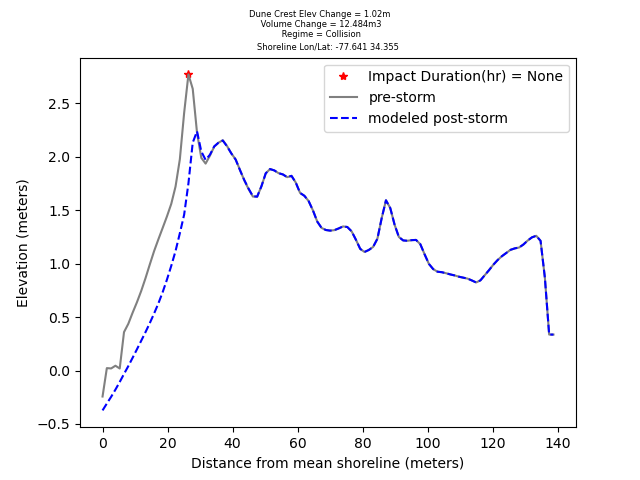 Dune Crest Elev Change = 1.02m
Volume Change = 12.484m3
Regime = Collision
Shoreline Lon/Lat: -77.641 34.355
Impact Duration(hr) = None
pre-storm
modeled post-storm
Elevation (meters)
2.5
2.0
1.5
1.0
0.5
0.0
−0.5
0 20 40 60 80 100 120 140
Distance from mean shoreline (meters)